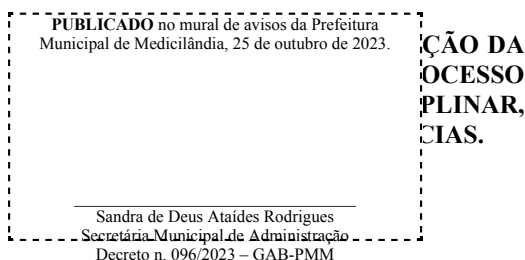 PUBLICADO no mural de avisos da Prefeitura
Municipal de Medicilândia, 25 de outubro de 2023.
ÇÃO DA
OCESSO
PLINAR,
CIAS.
Sandra de Deus Ataídes Rodrigues
Secretária Municipal de Administração
Decreto n. 096/2023 – GAB-PMM